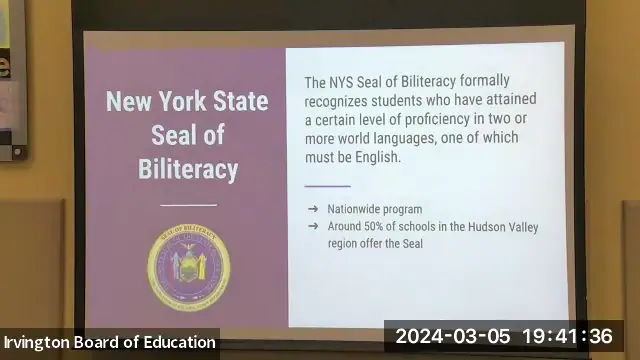 New York State
Seal of
Biliteracy
SEAL OF BILITERACY
The NYS Seal of Biliteracy formally
recognizes students who have attained
a certain level of proficiency in two or
more world languages, one of which
must be English.
➔ Nationwide program
➔ Around 50% of schools in the Hudson Valley
region offer the Seal
Irvington Board of Education
2024-03-05 19:41:36